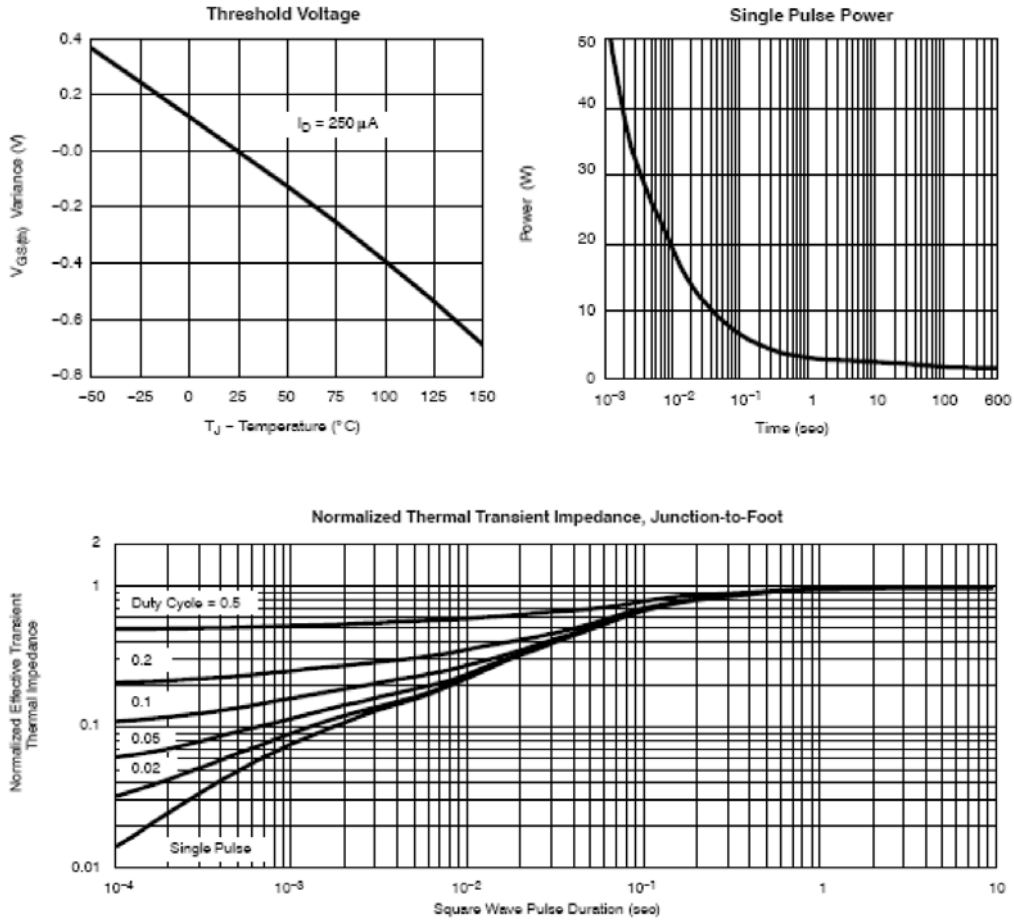 Threshold Voltage
0.4
0.2
–0.0
–0.2
–0.4
–0.6
–0.8
V GS(th) Variance (V)
I D = 250 µA
–50 –25 0 25 50 75 100 125 150
T J – Temperature (°C)
Single Pulse Power
50
40
30
20
10
0
Power (W)
10–3 10–2 10–1 1 10 100 600
Time (sec)
Normalized Thermal Transient Impedance, Junction-to-Foot
2
1
0.1
0.01
Normalized Effective Transient
Thermal Impedance
Duty Cycle = 0.5
0.2
0.1
0.05
0.02
Single Pulse
10–4 10–3 10–2 10–1 1 10
Square Wave Pulse Duration (sec)